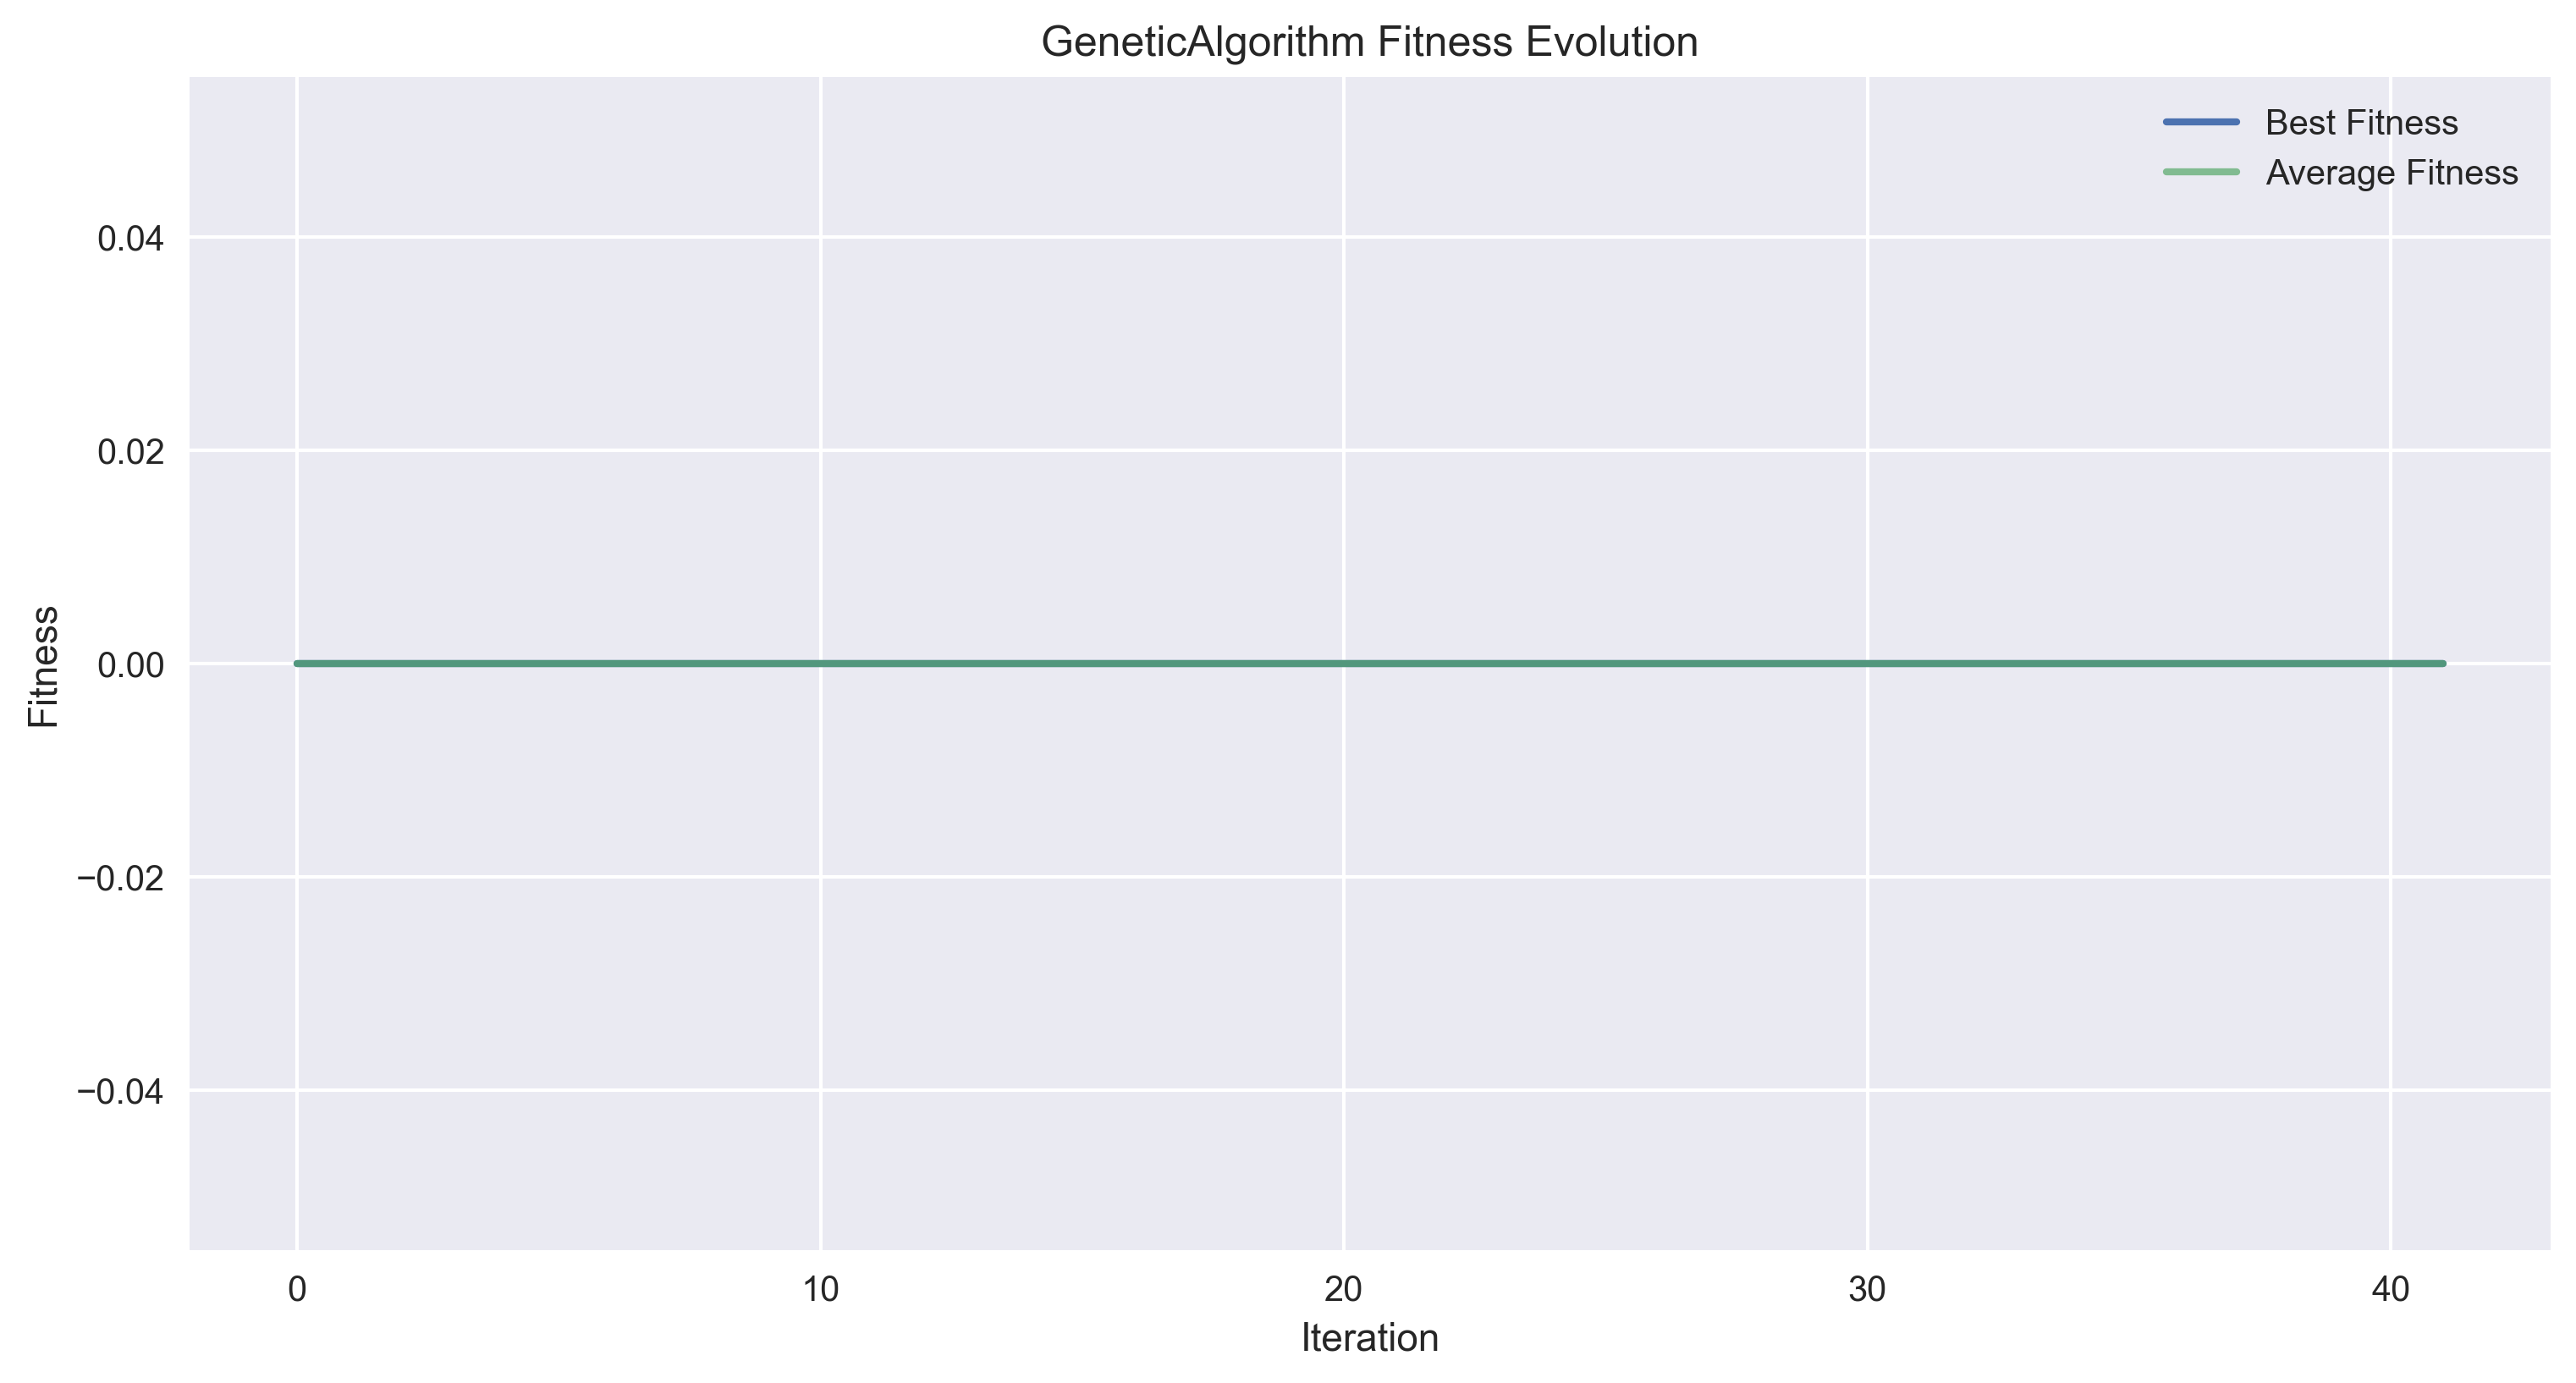 GeneticAlgorithm Fitness Evolution
Best Fitness
Average Fitness
0.04
0.02
0.00
−0.02
−0.04
Fitness
0 10 20 30 40
Iteration